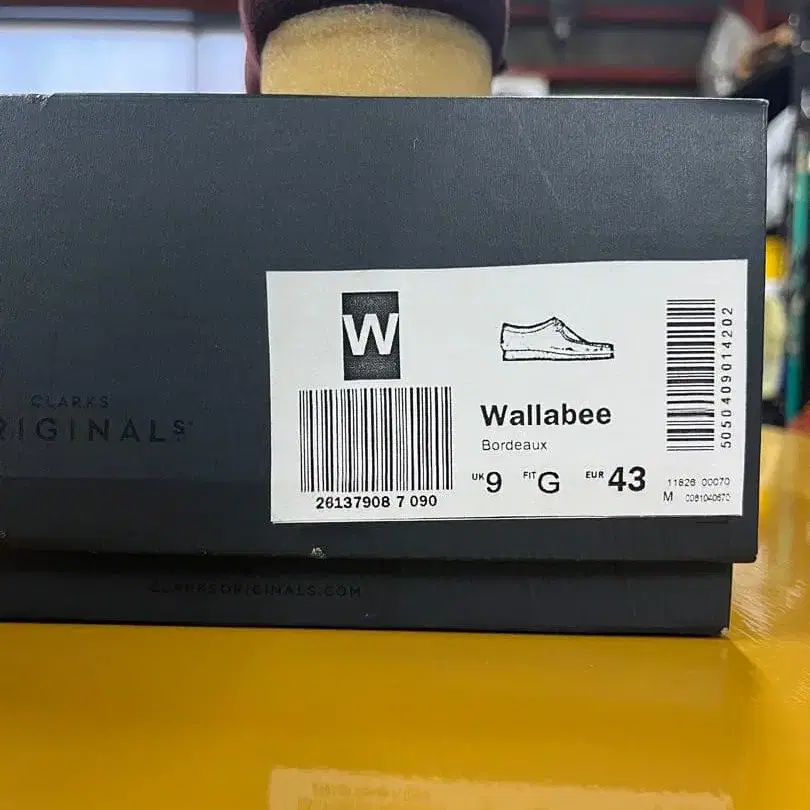 CLARKS
RIGINALS
W
26137908 7 090
Wallabee
Bordeaux
UK 9 FIT G EUR 43
5050409014202
11826 00070
M
CLARKSORIGINALS.COM